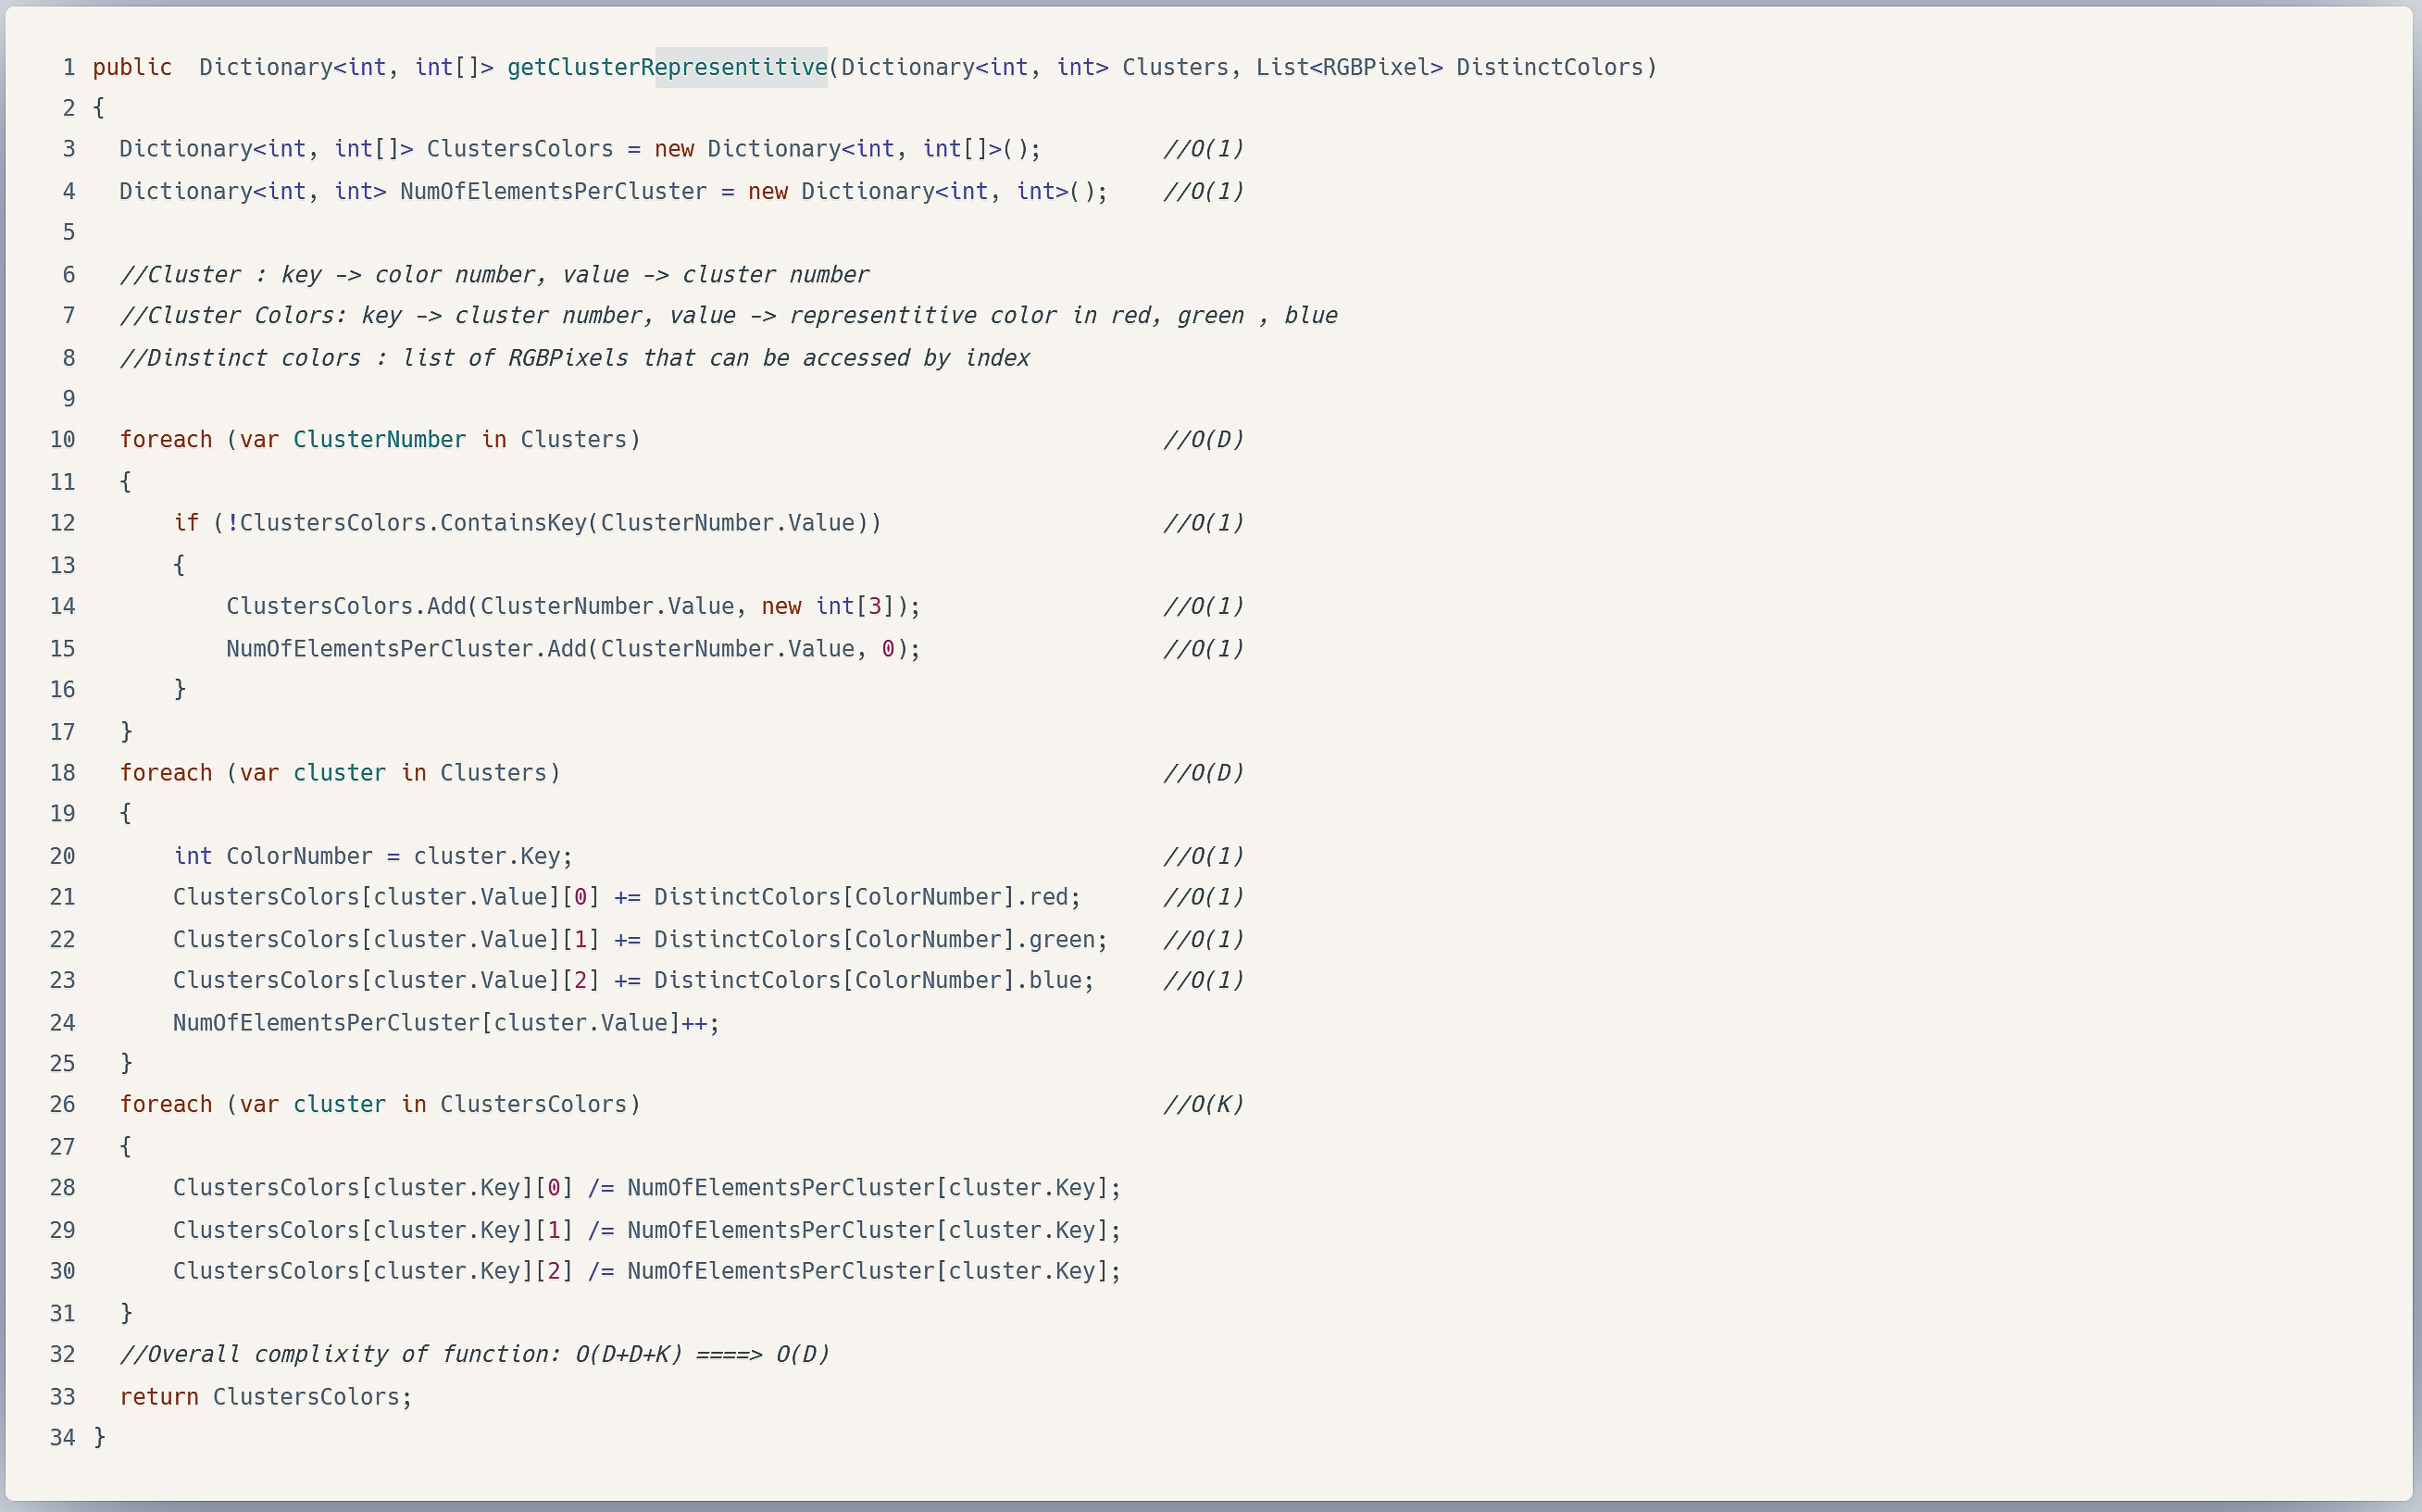 1 public  Dictionary<int, int[]> getClusterRepresentitive(Dictionary<int, int> Clusters, List<RGBPixel> DistinctColors)
2 {
3   Dictionary<int, int[]> ClustersColors = new Dictionary<int, int[]>();         //O(1)
4   Dictionary<int, int> NumOfElementsPerCluster = new Dictionary<int, int>();    //O(1)
5
6   //Cluster : key -> color number, value -> cluster number
7   //Cluster Colors: key -> cluster number, value -> representitive color in red, green , blue
8   //Dinstinct colors : list of RGBPixels that can be accessed by index
9
10   foreach (var ClusterNumber in Clusters)                                       //O(D)
11   {
12       if (!ClustersColors.ContainsKey(ClusterNumber.Value))                     //O(1)
13       {
14           ClustersColors.Add(ClusterNumber.Value, new int[3]);                  //O(1)
15           NumOfElementsPerCluster.Add(ClusterNumber.Value, 0);                  //O(1)
16       }
17   }
18   foreach (var cluster in Clusters)                                             //O(D)
19   {
20       int ColorNumber = cluster.Key;                                            //O(1)
21       ClustersColors[cluster.Value][0] += DistinctColors[ColorNumber].red;      //O(1)
22       ClustersColors[cluster.Value][1] += DistinctColors[ColorNumber].green;    //O(1)
23       ClustersColors[cluster.Value][2] += DistinctColors[ColorNumber].blue;     //O(1)
24       NumOfElementsPerCluster[cluster.Value]++;
25   }
26   foreach (var cluster in ClustersColors)                                       //O(K)
27   {
28       ClustersColors[cluster.Key][0] /= NumOfElementsPerCluster[cluster.Key];
29       ClustersColors[cluster.Key][1] /= NumOfElementsPerCluster[cluster.Key];
30       ClustersColors[cluster.Key][2] /= NumOfElementsPerCluster[cluster.Key];
31   }
32   //Overall complixity of function: O(D+D+K) ====> O(D)
33   return ClustersColors;
34 }